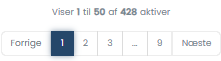 Viser 1 til 50 af 428 aktiver
Forrige 1 2 3 ... 9 Næste